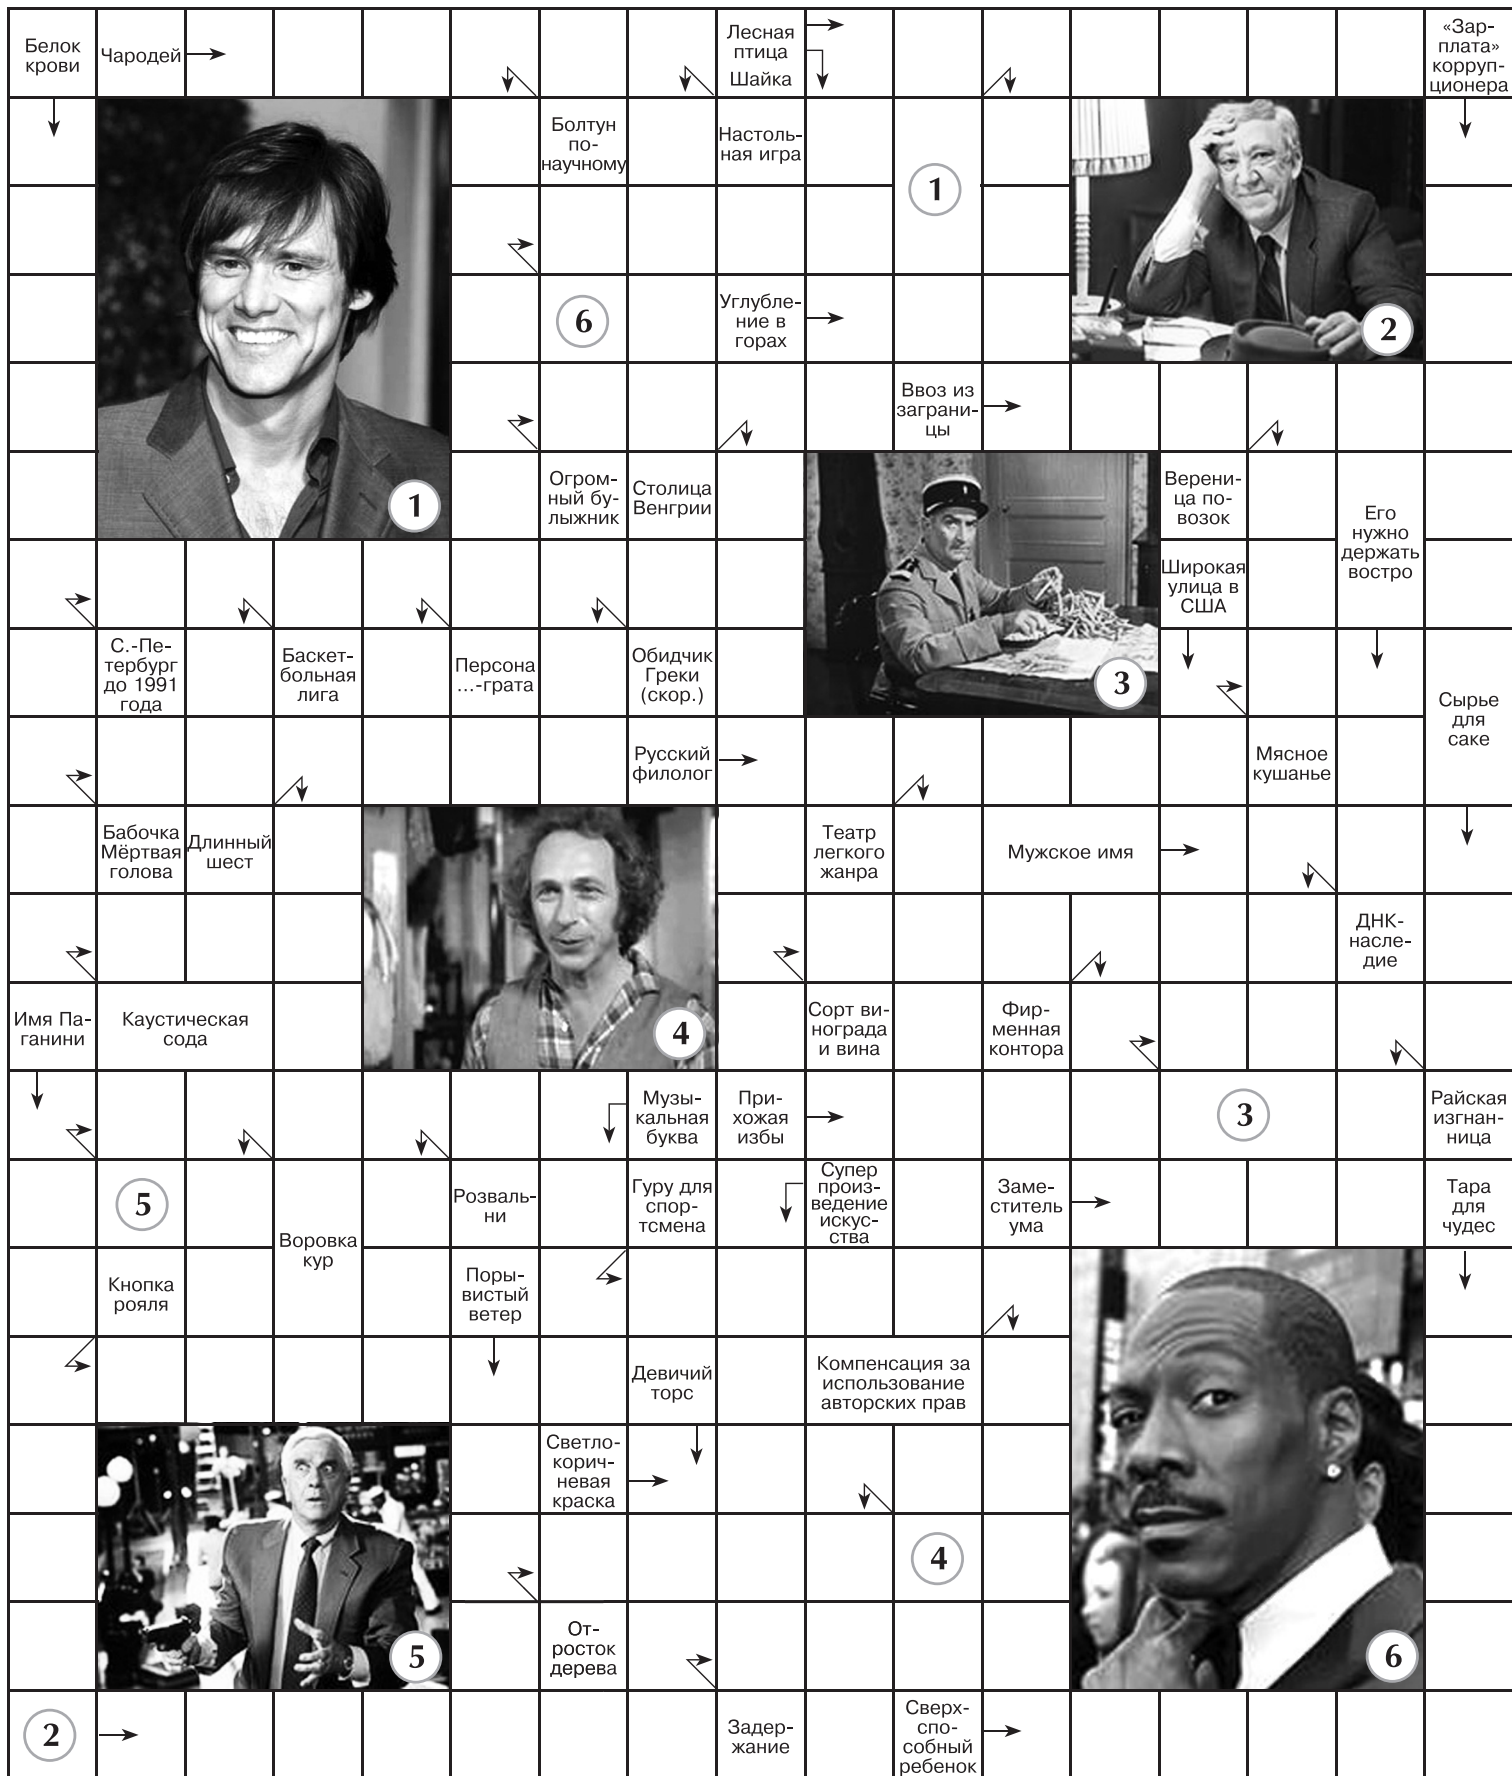 Белок
крови
Чародей
Лесная
птица
Шайка
«Зар-
плата»
корруп-
ционера
Болтун
по-
научному
Настоль-
ная игра
1
6
Углубле-
ние в
горах
2
Ввоз из
заграни-
цы
1
Огром-
ный бу-
лыжник
Столица
Венгрии
Верени-
ца по-
возок
Его
нужно
держать
востро
Широкая
улица в
США
С.-Пе-
тербург
до 1991
года
Баскет-
больная
лига
Персона
...-грата
Обидчик
Греки
(скор.)
3
Сырье
для
саке
Русский
филолог
Мясное
кушанье
Бабочка
Мёртвая
голова
Длинный
шест
Театр
легкого
жанра
Мужское имя
ДНК-
насле-
дие
Имя Па-
ганини
Каустическая
сода
4
Сорт ви-
нограда
и вина
Фир-
менная
контора
Музы-
кальная
буква
При-
хожая
избы
3
Райская
изгнан-
ница
5
Воровка
кур
Розваль-
ни
Гуру для
спор-
тсмена
Супер
произ-
ведение
искус-
ства
Заме-
ститель
ума
Тара
для
чудес
Кнопка
рояля
Поры-
вистый
ветер
Девичий
торс
Компенсация за
использование
авторских прав
Светло-
корич-
невая
краска
4
5
От-
росток
дерева
6
2
Задер-
жание
Сверх-
спо-
собный
ребенок